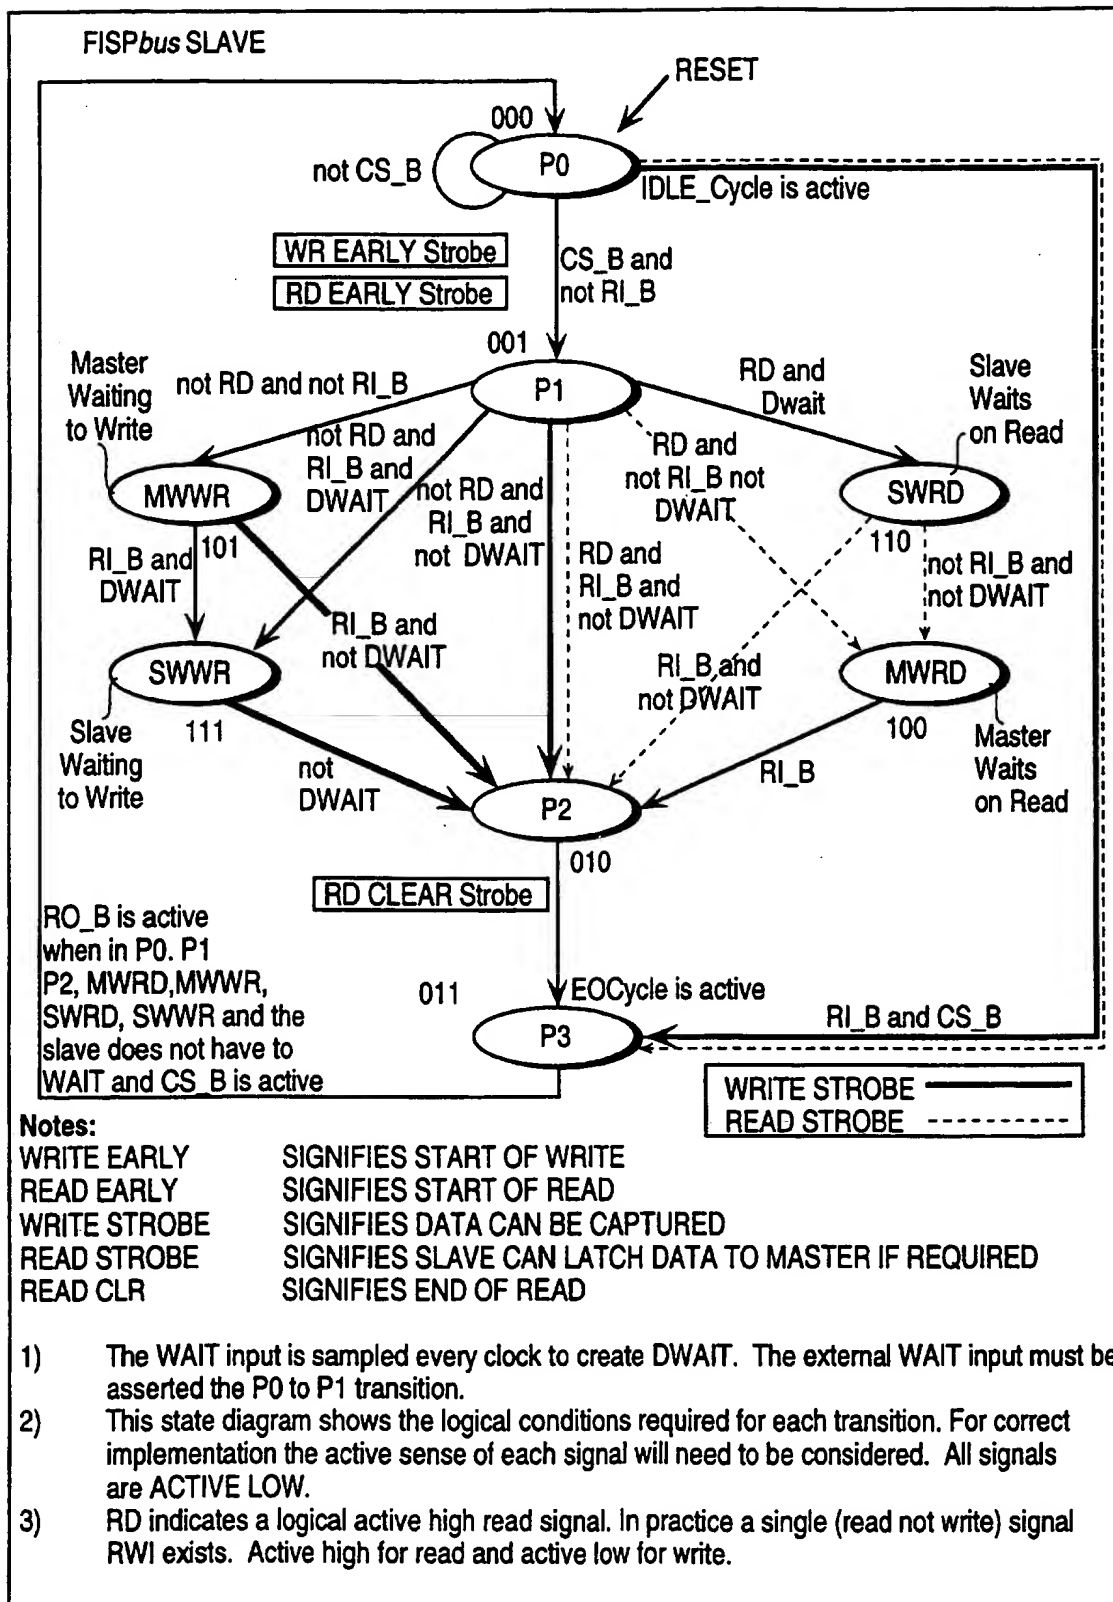 FISPbus SLAVE
RESET
000
P0
not CS_B
IDLE_Cycle is active
WR EARLY Strobe
RD EARLY Strobe
CS_B and
not RI_B
001
P1
Master
Waiting
to Write
not RD and not RI_B
RD and
Dwait
Slave
Waits
on Read
not RD and
RI_B and
DWAIT
RD and
not RI_B not
DWAIT
MWWR
101
not RD and
RI_B and
not DWAIT
SWRD
110
RI_B and
DWAIT
RD and
RI_B and
not DWAIT
not RI_B and
not DWAIT
RI_B and
not DWAIT
SWWR
111
RI_B and
not DWAIT
MWRD
100
Slave
Waiting
to Write
not
DWAIT
RI_B
Master
Waits
on Read
P2
010
RD CLEAR Strobe
RO_B is active
when in P0. P1
P2, MWRD,MWWR,
SWRD, SWWR and the
slave does not have to
WAIT and CS_B is active
011
EOCycle is active
P3
RI_B and CS_B
WRITE STROBE
READ STROBE
Notes:
WRITE EARLY SIGNIFIES START OF WRITE
READ EARLY SIGNIFIES START OF READ
WRITE STROBE SIGNIFIES DATA CAN BE CAPTURED
READ STROBE SIGNIFIES SLAVE CAN LATCH DATA TO MASTER IF REQUIRED
READ CLR SIGNIFIES END OF READ
1) The WAIT input is sampled every clock to create DWAIT. The external WAIT input must be
asserted the P0 to P1 transition.
2) This state diagram shows the logical conditions required for each transition. For correct
implementation the active sense of each signal will need to be considered. All signals
are ACTIVE LOW.
3) RD indicates a logical active high read signal. In practice a single (read not write) signal
RWI exists. Active high for read and active low for write.